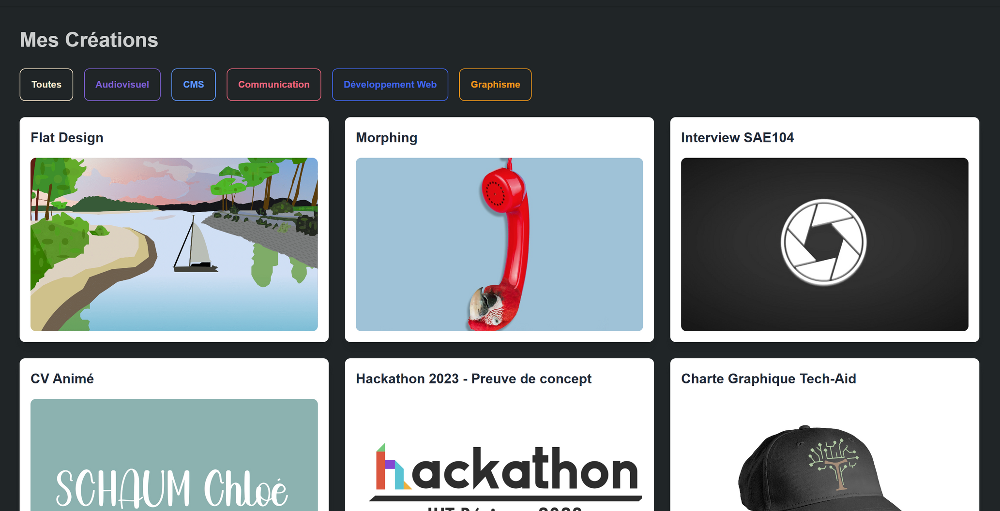 Mes Créations
Toutes
Audiovisuel
CMS
Communication
Développement Web
Graphisme
Flat Design
Morphing
Interview SAE104
CV Animé
Hackathon 2023 - Preuve de concept
Charte Graphique Tech-Aid
SCHAUM Chloé
hackathon